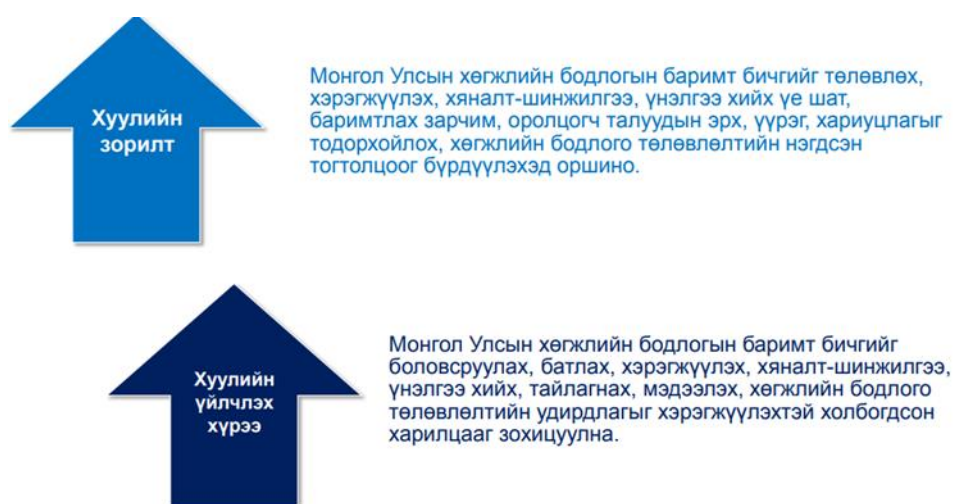 Хуулийн
зорилт
Монгол Улсын хөгжлийн бодлогын баримт бичгийг төлөвлөх,
хэрэгжүүлэх, хяналт-шинжилгээ, үнэлгээ хийх үе шат,
баримтлах зарчим, оролцогч талуудын эрх, үүрэг, хариуцлагыг
тодорхойлох, хөгжлийн бодлого төлөвлөлтийн нэгдсэн
тогтолцоог бүрдүүлэхэд оршино.
Хуулийн
үйлчлэх
хүрээ
Монгол Улсын хөгжлийн бодлогын баримт бичгийг
боловсруулах, батлах, хэрэгжүүлэх, хяналт-шинжилгээ,
үнэлгээ хийх, тайлагнах, мэдээлэх, хөгжлийн бодлого
төлөвлөлтийн удирдлагыг хэрэгжүүлэхтэй холбогдсон
харилцааг зохицуулна.